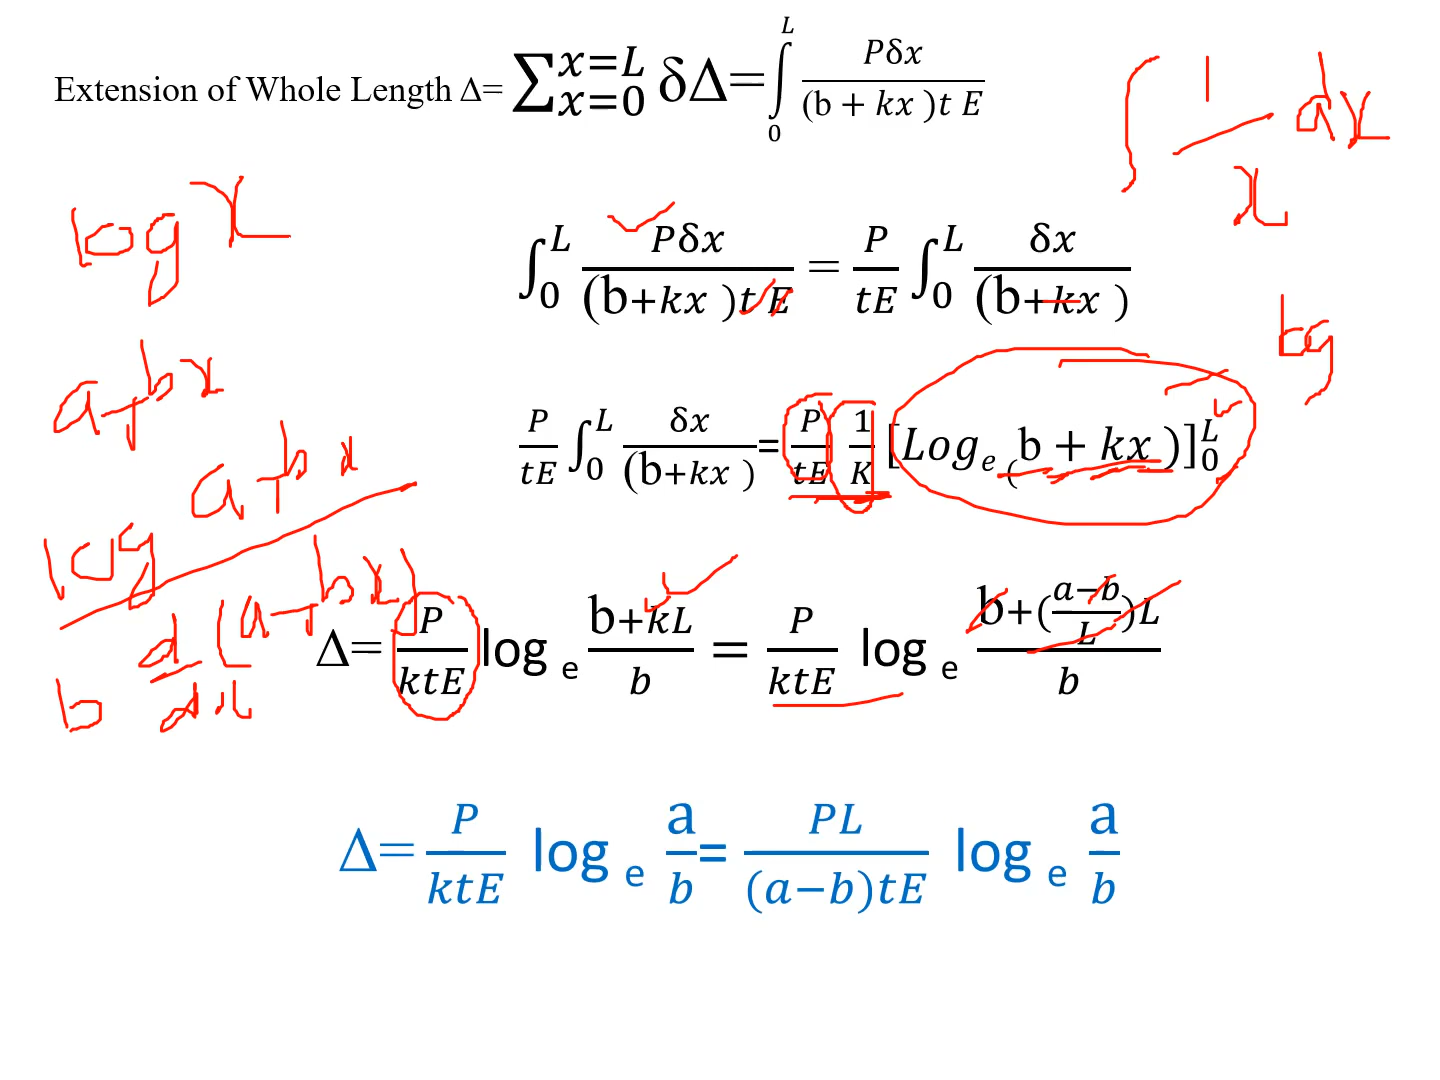 Extension of Whole Length Δ= ∑_{x=0}^{x=L} δΔ = ∫_0^L Pδx / (b + kx )t E
∫ 1/x dx
log x
∫_0^L Pδx / (b+kx )t E = P/tE ∫_0^L δx / (b+kx )
log
a+bx
P/tE ∫_0^L δx / (b+kx ) = P/tE 1/K [Log_e (b + kx )]_0^L
log a+bx
d/dx (a+bx)
b
Δ= P/ktE log e b+kL / b = P/ktE log e b+(a−b / L)L / b
Δ= P/ktE log e a/b = PL/(a−b)tE log e a/b